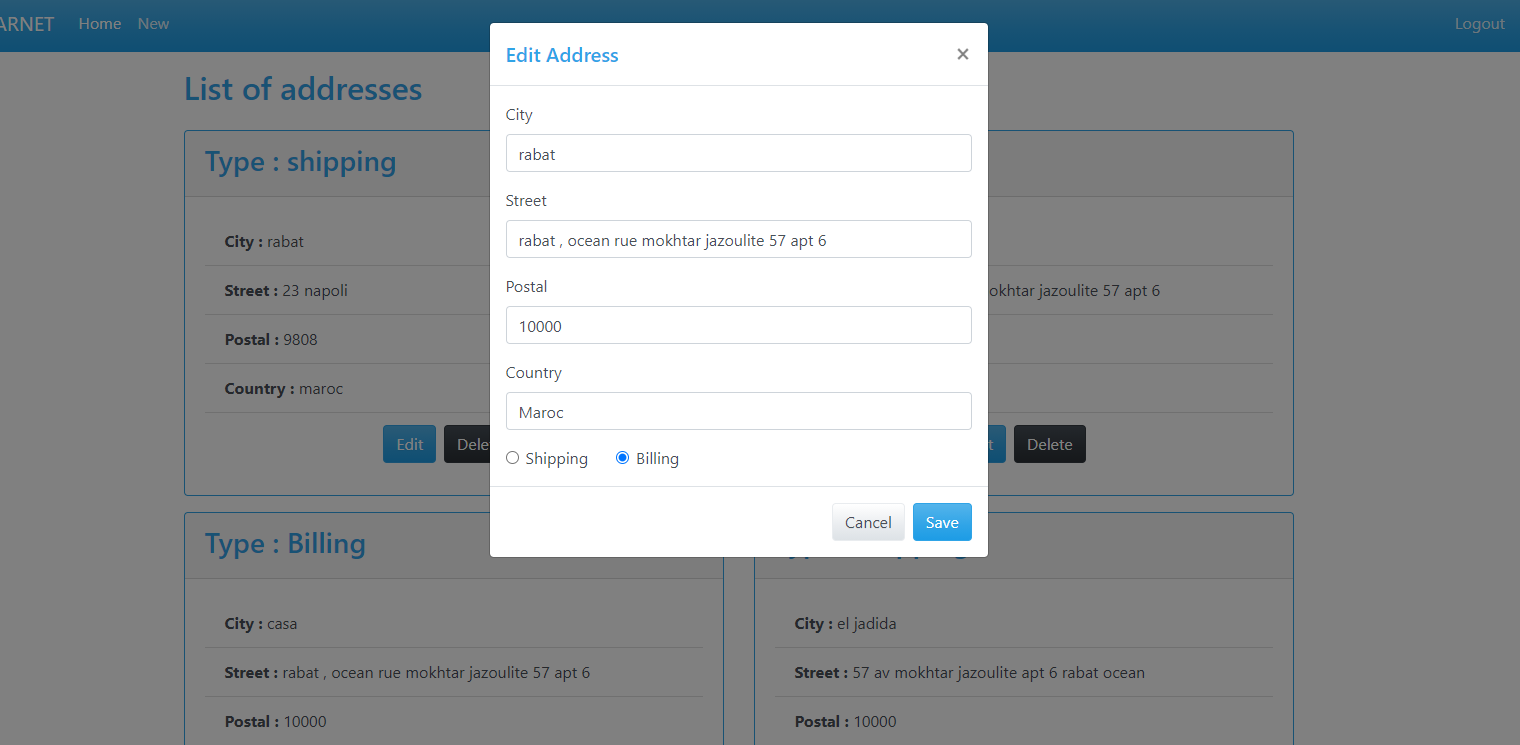 ARNET Home New Logout
Edit Address ×
City
rabat
Street
rabat , ocean rue mokhtar jazoulite 57 apt 6
Postal
10000
Country
Maroc
Shipping Billing
Cancel Save
List of addresses
Type : shipping
City : rabat
Street : 23 napoli
Postal : 9808
Country : maroc
Edit Dele
okhtar jazoulite 57 apt 6
t Delete
Type : Billing
City : casa
Street : rabat , ocean rue mokhtar jazoulite 57 apt 6
Postal : 10000
City : el jadida
Street : 57 av mokhtar jazoulite apt 6 rabat ocean
Postal : 10000